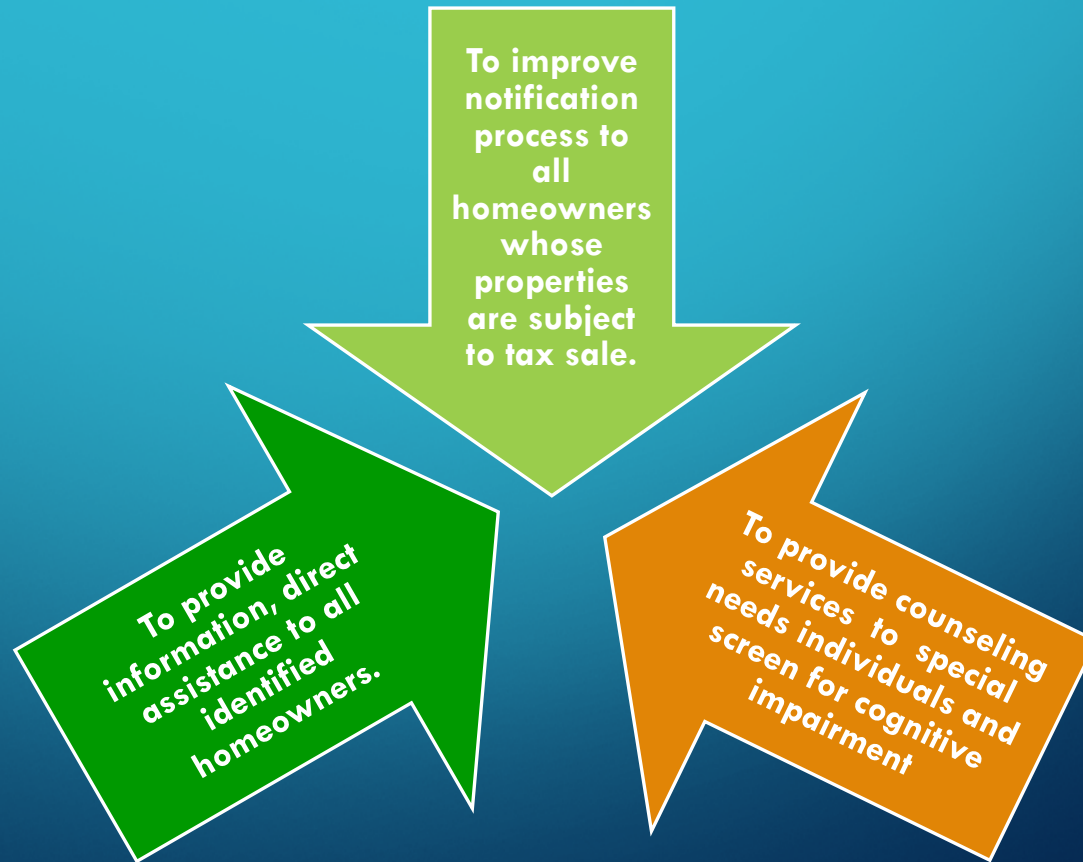 To improve
notification
process to
all
homeowners
whose
properties
are subject
to tax sale.
To provide
information, direct
assistance to all
identified
homeowners.
To provide counseling
services to special
needs individuals and
screen for cognitive
impairment